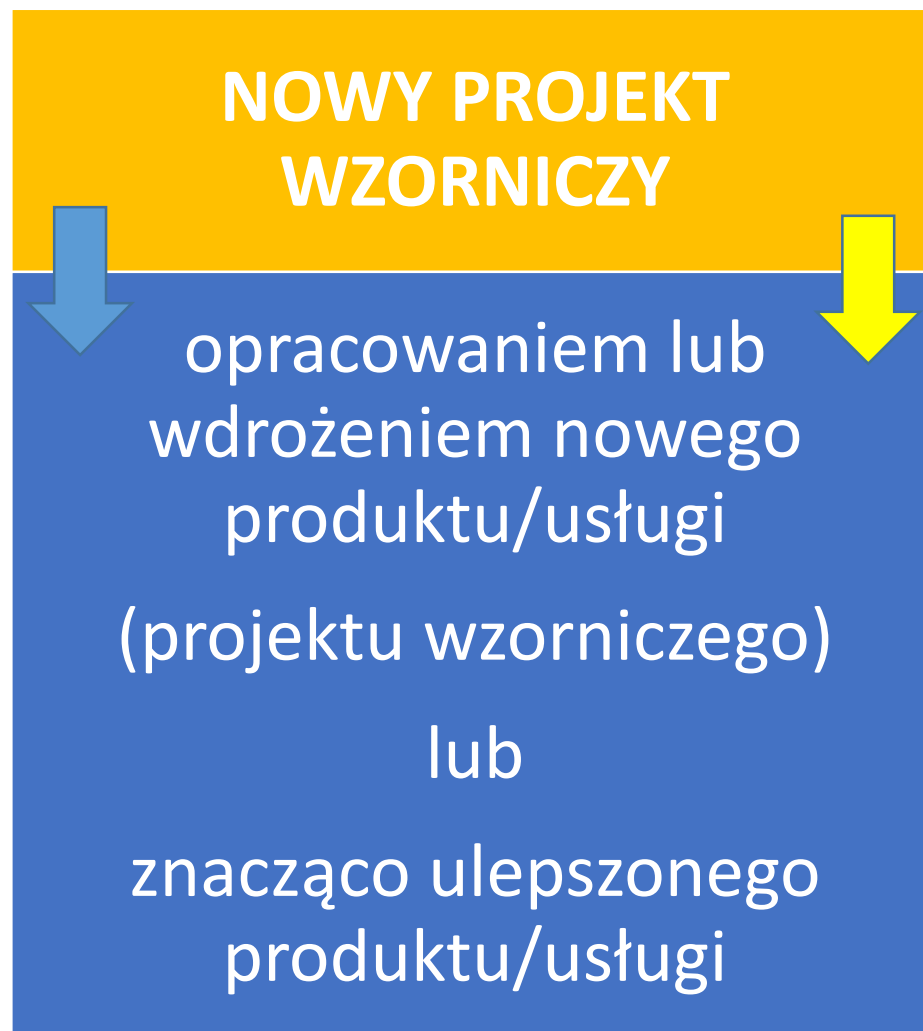 NOWY PROJEKT
WZORNICZY
opracowaniem lub
wdrożeniem nowego
produktu/usługi
(projektu wzorniczego)
lub
znacząco ulepszonego
produktu/usługi